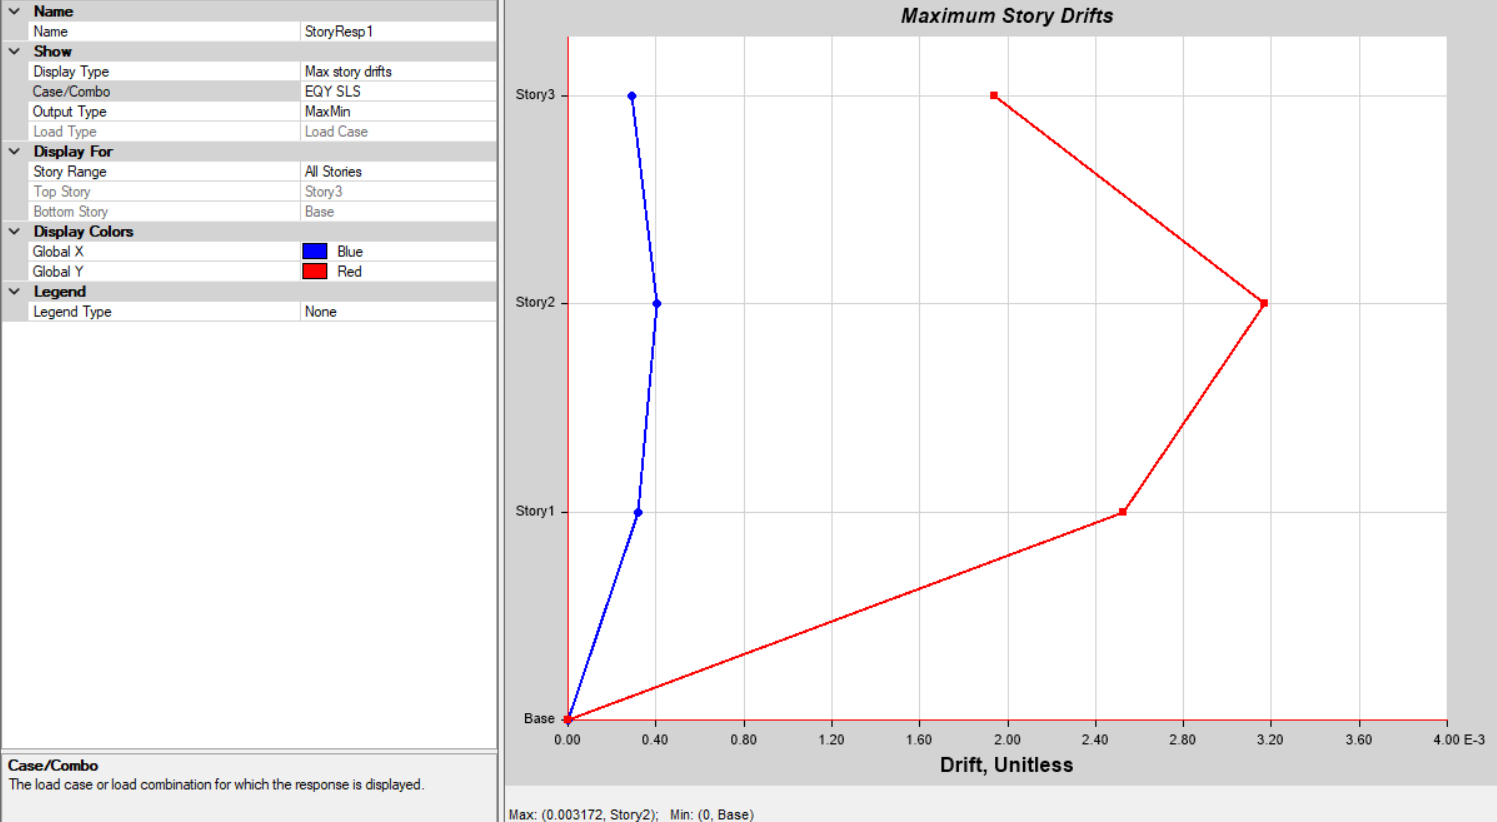 Name
Name StoryResp1
Show
Display Type Max story drifts
Case/Combo EQY SLS
Output Type MaxMin
Load Type Load Case
Display For
Story Range All Stories
Top Story Story3
Bottom Story Base
Display Colors
Global X Blue
Global Y Red
Legend
Legend Type None
Case/Combo
The load case or load combination for which the response is displayed.
Maximum Story Drifts
Story3
Story2
Story1
Base
0.00 0.40 0.80 1.20 1.60 2.00 2.40 2.80 3.20 3.60 4.00 E-3
Drift, Unitless
Max: (0.003172, Story2); Min: (0, Base)